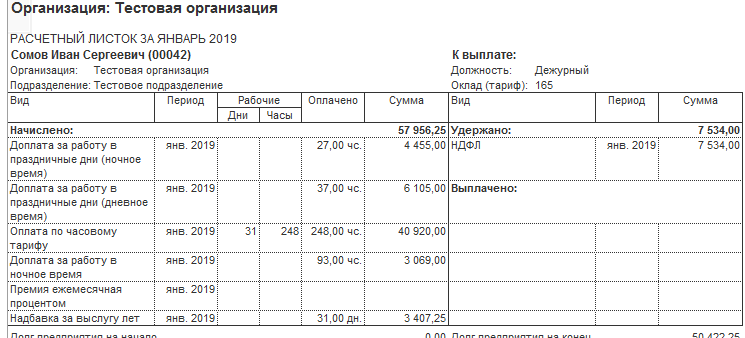 Организация: Тестовая организация
РАСЧЕТНЫЙ ЛИСТОК ЗА ЯНВАРЬ 2019
Сомов Иван Сергеевич (00042) К выплате:
Организация: Тестовая организация Должность: Дежурный
Подразделение: Тестовое подразделение Оклад (тариф): 165
Вид Период Рабочие Оплачено Сумма Вид Период Сумма
Дни Часы
Начислено: 57 956,25 Удержано: 7 534,00
Доплата за работу в янв. 2019 27,00 чс. 4 455,00 НДФЛ янв. 2019 7 534,00
праздничные дни (ночное
время)
Доплата за работу в янв. 2019 37,00 чс. 6 105,00 Выплачено:
праздничные дни (дневное
время)
Оплата по часовому янв. 2019 31 248 248,00 чс. 40 920,00
тарифу
Доплата за работу в янв. 2019 93,00 чс. 3 069,00
ночное время
Премия ежемесячная янв. 2019
процентом
Надбавка за выслугу лет янв. 2019 31,00 дн. 3 407,25
Долг предприятия на начало 0,00 Долг предприятия на конец 50 422,25